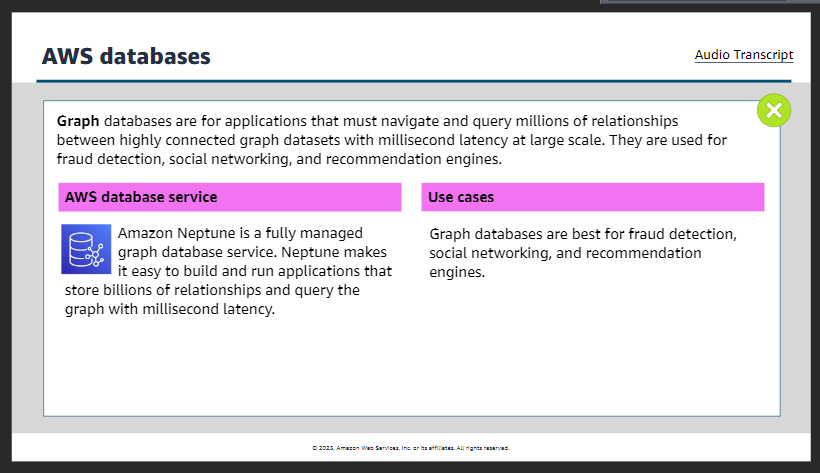 AWS databases
Audio Transcript
Graph databases are for applications that must navigate and query millions of relationships
between highly connected graph datasets with millisecond latency at large scale. They are used for
fraud detection, social networking, and recommendation engines.
AWS database service
Amazon Neptune is a fully managed
graph database service. Neptune makes
it easy to build and run applications that
store billions of relationships and query the
graph with millisecond latency.
Use cases
Graph databases are best for fraud detection,
social networking, and recommendation
engines.
© 2023, Amazon Web Services, Inc. or its affiliates. All rights reserved.